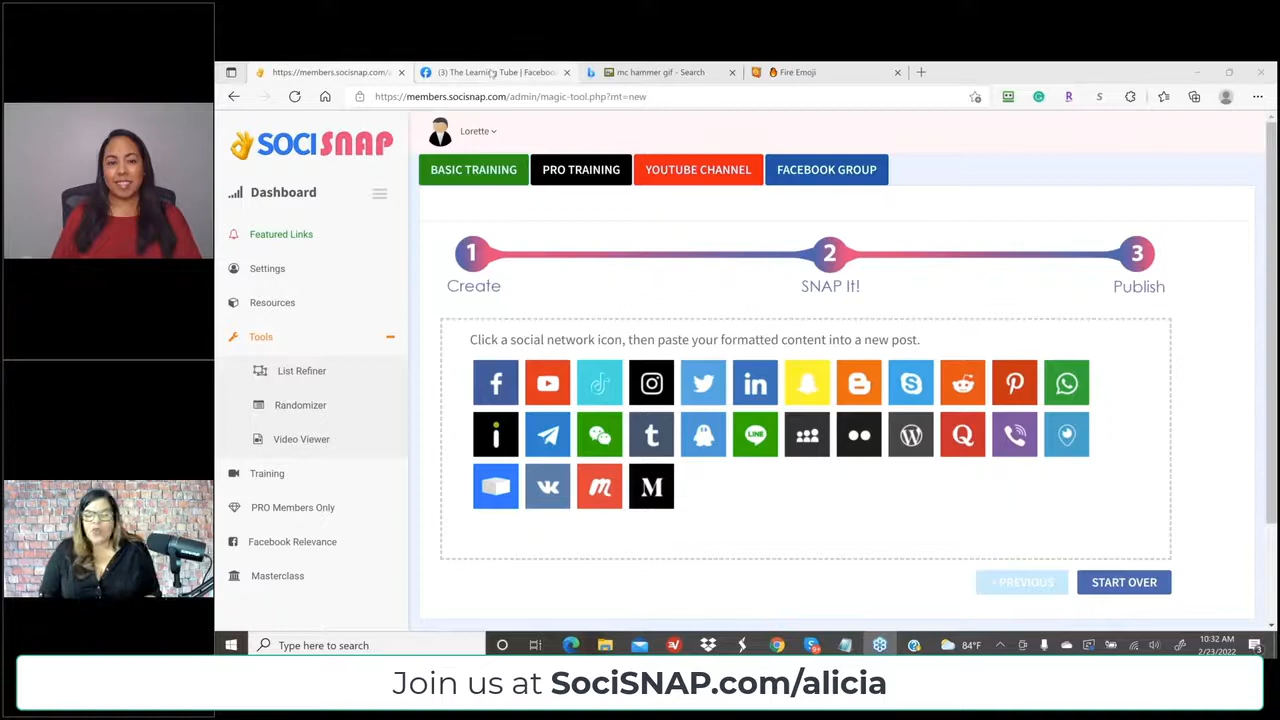 https://members.socisnap.com/a
(3) The Learning Tube | Faceboo
mc hammer gif - Search
Fire Emoji
https://members.socisnap.com/admin/magic-tool.php?mt=new
SOCISNAP
Lorette
BASIC TRAINING
PRO TRAINING
YOUTUBE CHANNEL
FACEBOOK GROUP
Dashboard
Featured Links
Settings
Resources
Tools
List Refiner
Randomizer
Video Viewer
Training
PRO Members Only
Facebook Relevance
Masterclass
1
2
3
Create
SNAP It!
Publish
Click a social network icon, then paste your formatted content into a new post.
LINE
PREVIOUS
START OVER
Type here to search
84°F
10:32 AM
2/23/2022
Join us at SociSNAP.com/alicia